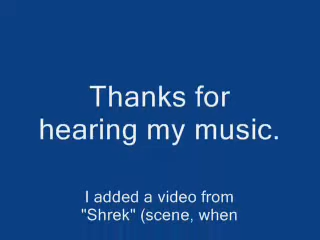 Thanks for
hearing my music.
I added a video from
"Shrek" (scene, when